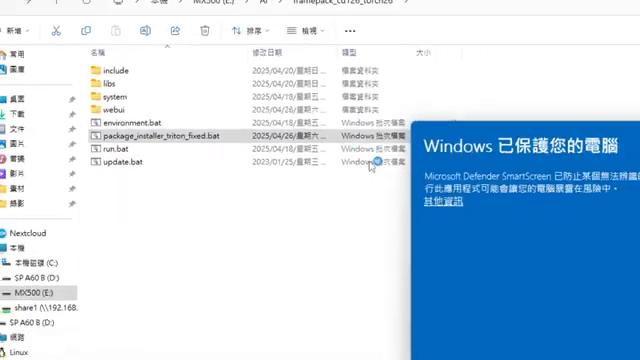 本機 MX500 (E:) AI framepack_cu126_torch26
新增 排序 檢視
名稱 修改日期 類型 大小
常用
圖庫
include 2025/04/20/星期日 ... 檔案資料夾
libs 2025/04/20/星期日 ... 檔案資料夾
system 2025/04/18/星期五 ... 檔案資料夾
webui 2025/04/18/星期五 ... 檔案資料夾
environment.bat 2025/04/18/星期五 ... Windows 批次檔案
package_installer_triton_fixed.bat 2025/04/26/星期六 ... Windows 批次檔案
run.bat 2025/04/18/星期五 ... Windows 批次檔案
update.bat 2023/01/25/星期三 ... Windows 批次檔案
桌面
下載
文件
圖片
音樂
影片
素材
錄影
Nextcloud
本機
本機磁碟 (C:)
SP A60 B (D:)
MX500 (E:)
share1 (\\192.168.
SP A60 B (D:)
網路
Linux
Windows 已保護您的電腦
Microsoft Defender SmartScreen 已防止某個無法辨識的
行此應用程式可能會讓您的電腦暴露在風險中。
其他資訊